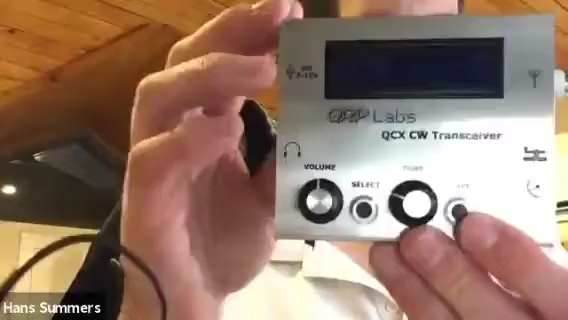 QRP Labs
QCX CW Transceiver
VOLUME
SELECT
TUNE
Hans Summers